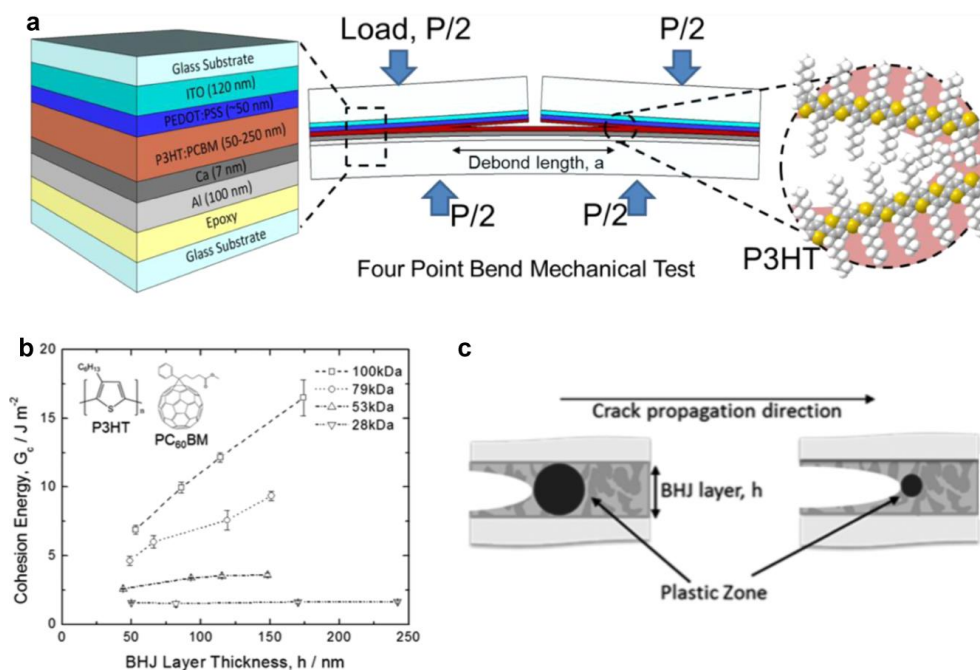 a
Glass Substrate
ITO (120 nm)
PEDOT:PSS (~50 nm)
P3HT:PCBM (50-250 nm)
Ca (7 nm)
Al (100 nm)
Epoxy
Glass Substrate
Load, P/2
P/2
Debond length, a
P/2
P/2
Four Point Bend Mechanical Test
P3HT
b
Cohesion Energy, G_c / J m^-2
20
15
10
5
0
C6H13
n
P3HT
PC60BM
100kDa
79kDa
53kDa
28kDa
0
50
100
150
200
250
BHJ Layer Thickness, h / nm
c
Crack propagation direction
BHJ layer, h
Plastic Zone